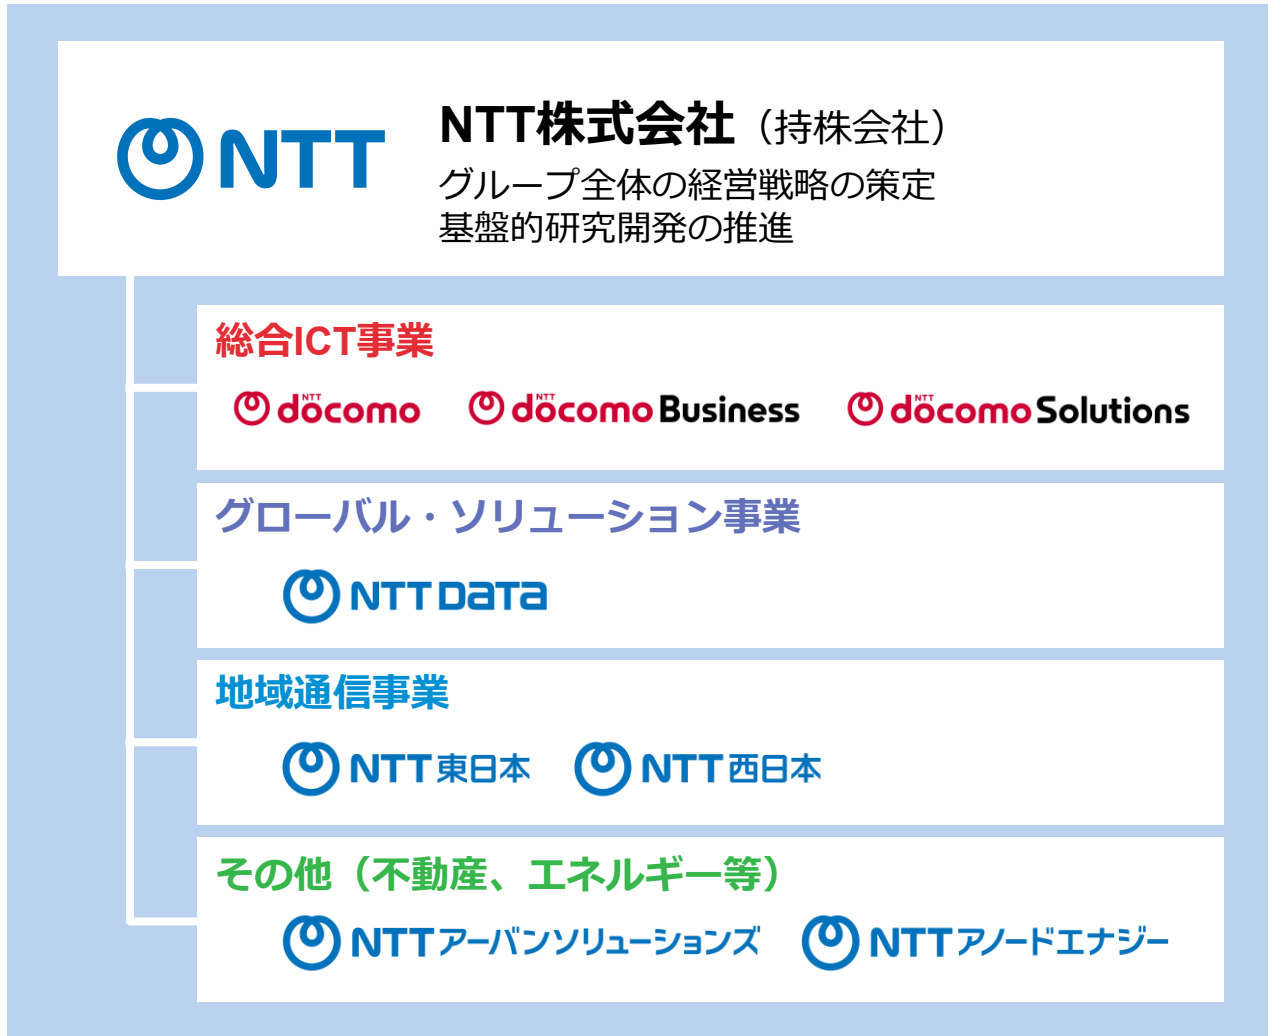 NTT
NTT株式会社（持株会社）
グループ全体の経営戦略の策定
基盤的研究開発の推進
総合ICT事業
NTT docomo NTT docomo Business NTT docomo Solutions
グローバル・ソリューション事業
NTT DATA
地域通信事業
NTT東日本 NTT西日本
その他（不動産、エネルギー等）
NTTアーバンソリューションズ NTTアノードエナジー